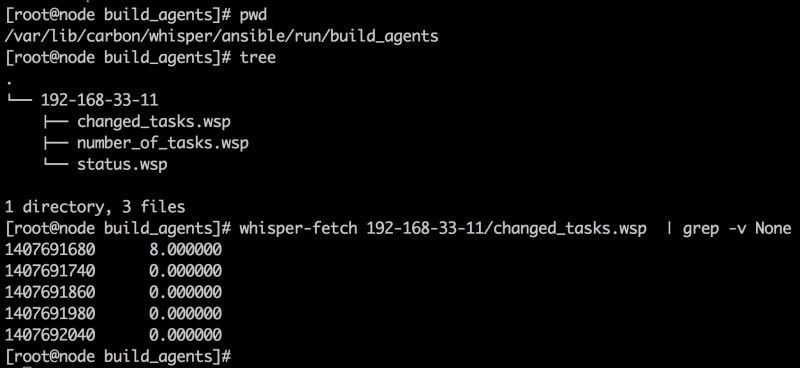 [root@node build_agents]# pwd
/var/lib/carbon/whisper/ansible/run/build_agents
[root@node build_agents]# tree
.
└── 192-168-33-11
    ├── changed_tasks.wsp
    ├── number_of_tasks.wsp
    └── status.wsp

1 directory, 3 files
[root@node build_agents]# whisper-fetch 192-168-33-11/changed_tasks.wsp  | grep -v None
1407691680      8.000000
1407691740      0.000000
1407691860      0.000000
1407691980      0.000000
1407692040      0.000000
[root@node build_agents]#